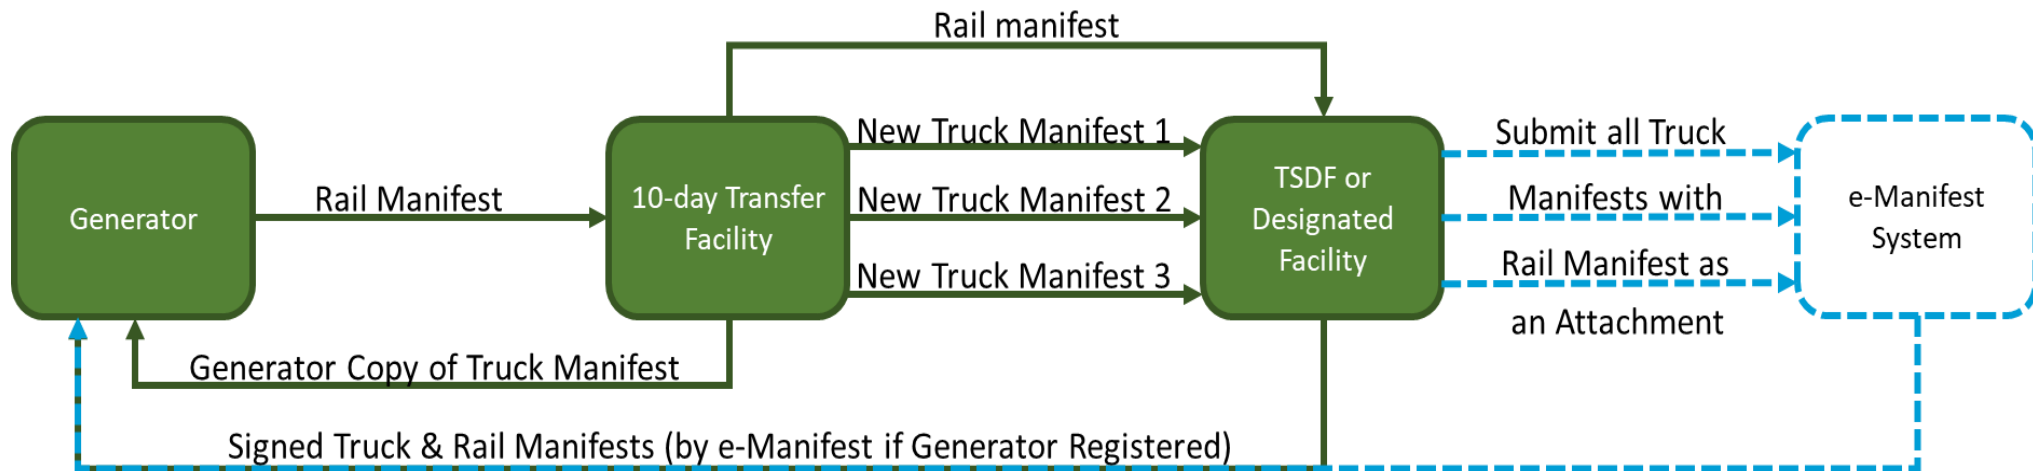 Rail manifest
Generator
Rail Manifest
10-day Transfer
Facility
New Truck Manifest 1
New Truck Manifest 2
New Truck Manifest 3
TSDF or
Designated
Facility
Submit all Truck
Manifests with
Rail Manifest as
an Attachment
e-Manifest
System
Generator Copy of Truck Manifest
Signed Truck & Rail Manifests (by e-Manifest if Generator Registered)